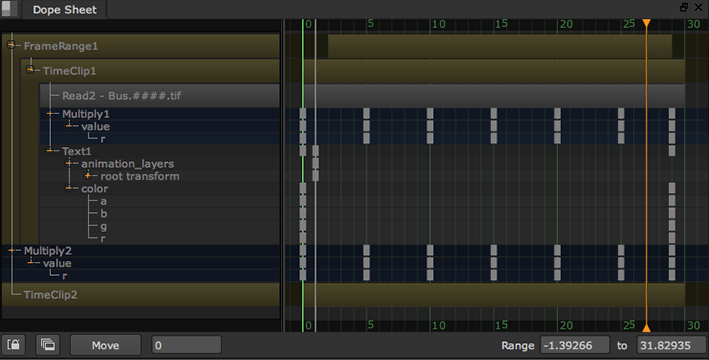 Dope Sheet
0 5 10 15 20 25 30
FrameRange1
TimeClip1
Read2 - Bus.####.tif
Multiply1
value
r
Text1
animation_layers
root transform
color
a
b
g
r
Multiply2
value
r
TimeClip2
0 5 10 15 20 25 30
Move 0 Range -1.39266 to 31.82935